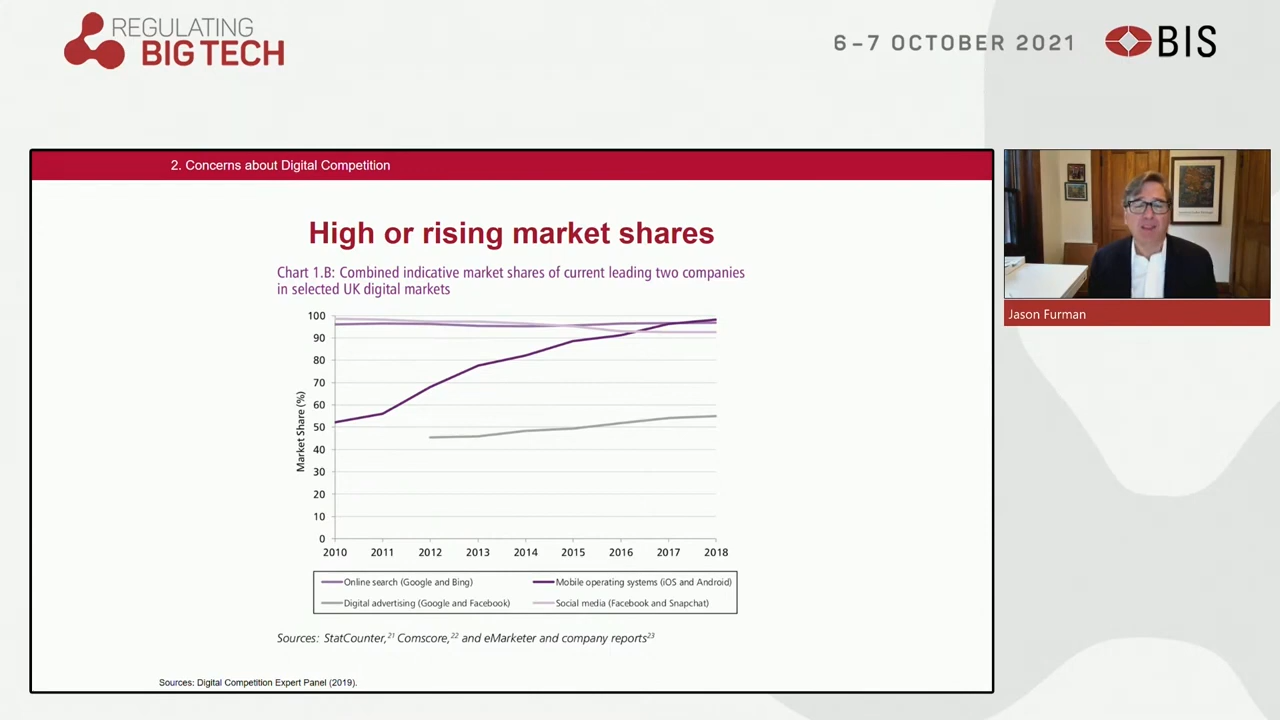 REGULATING
BIG TECH
6–7 OCTOBER 2021
BIS
2. Concerns about Digital Competition
High or rising market shares
Chart 1.B: Combined indicative market shares of current leading two companies
in selected UK digital markets
Market Share (%)
100
90
80
70
60
50
40
30
20
10
0
2010 2011 2012 2013 2014 2015 2016 2017 2018
Online search (Google and Bing)
Mobile operating systems (iOS and Android)
Digital advertising (Google and Facebook)
Social media (Facebook and Snapchat)
Sources: StatCounter,21 Comscore,22 and eMarketer and company reports23
Sources: Digital Competition Expert Panel (2019).
Jason Furman